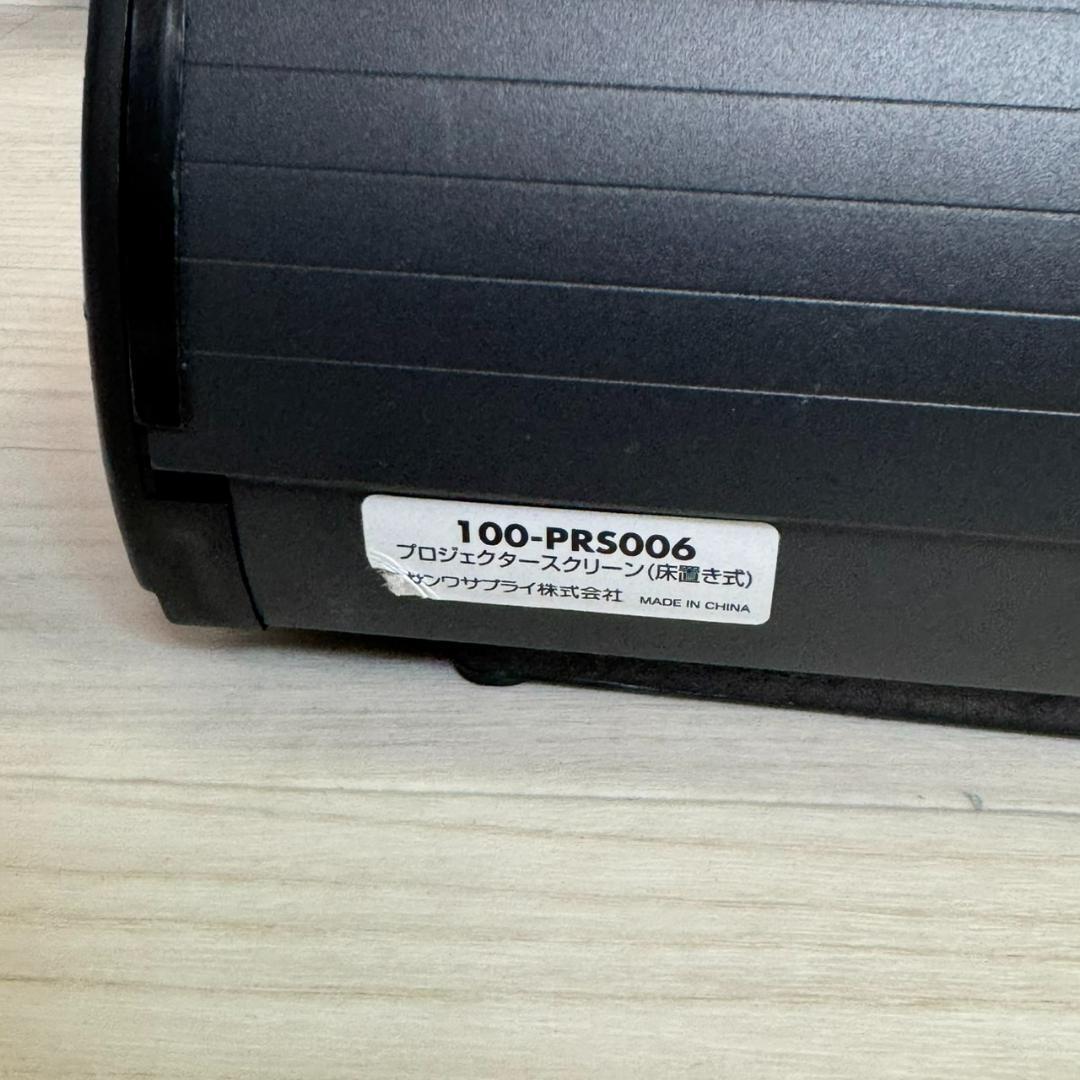 100-PRS006
プロジェクタースクリーン(床置き式)
サンワサプライ株式会社 MADE IN CHINA